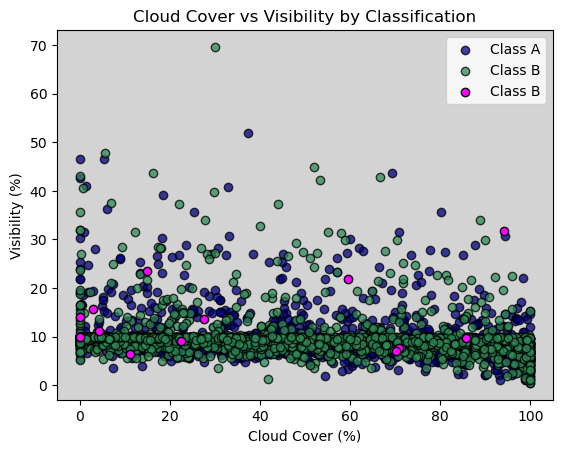 Cloud Cover vs Visibility by Classification
Class A
Class B
Class B
Visibility (%)
70
60
50
40
30
20
10
0
0 20 40 60 80 100
Cloud Cover (%)